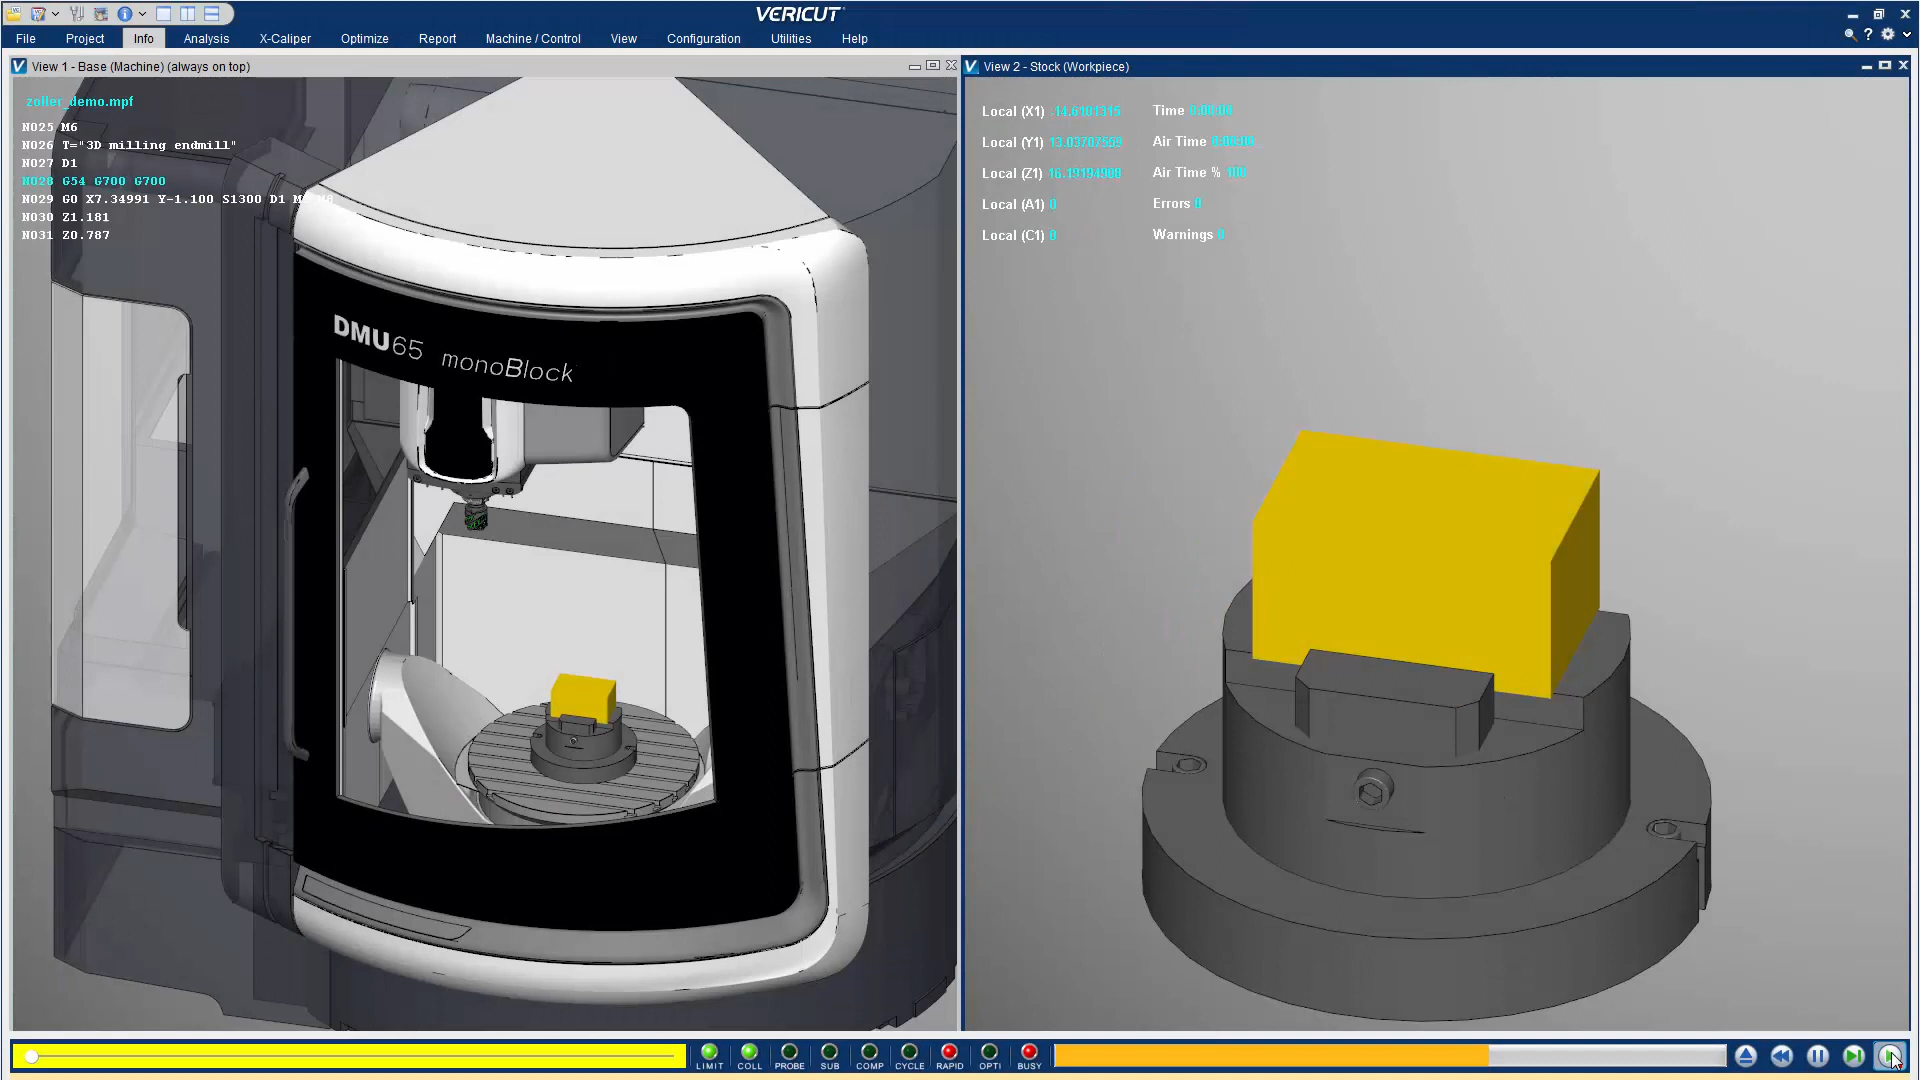 VERICUT
File Project Info Analysis X-Caliper Optimize Report Machine / Control View Configuration Utilities Help
View 1 - Base (Machine) (always on top)
zoller_demo.mpf
N025 M6
N026 T="3D milling endmill"
N027 D1
N028 G54 G700 G700
N029 G0 X7.34991 Y-1.100 S1300 D1
N030 Z1.181
N031 Z0.787
DMU65 monoBlock
View 2 - Stock (Workpiece)
Local (X1) Time
Local (Y1) Air Time
Local (Z1) Air Time % 100
Local (A1) 0 Errors 0
Local (C1) 0 Warnings 0
LIMIT COLL PROBE SUB COMP CYCLE RAPID OPTI BUSY